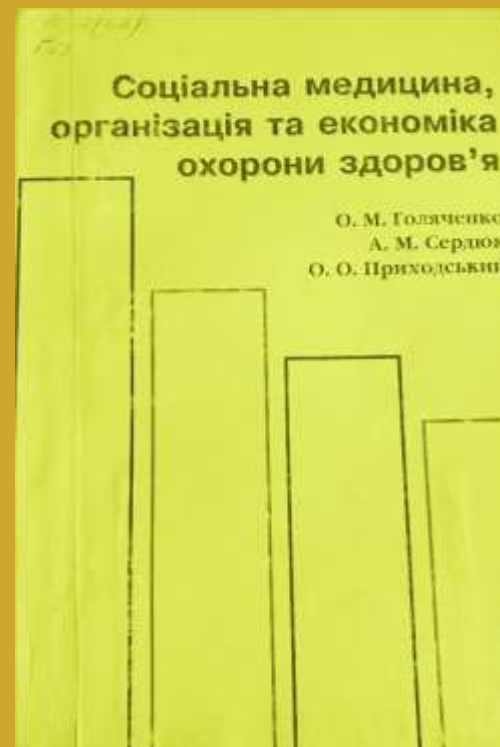 Соціальна медицина,
організація та економіка
охорони здоров'я
О. М. Голяченко
А. М. Сердюк
О. О. Приходський